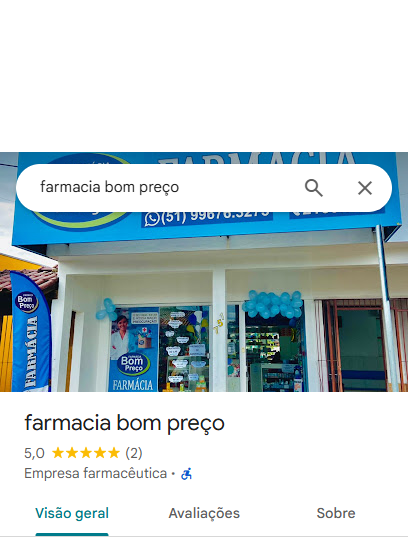 farmacia bom preço
FARMACIA
(51) 99676.3275
Bom
Preço
FARMÁCIA
Bom
Preço
FARMÁCIA
farmacia bom preço
5,0 (2)
Empresa farmacêutica ·
Visão geral
Avaliações
Sobre